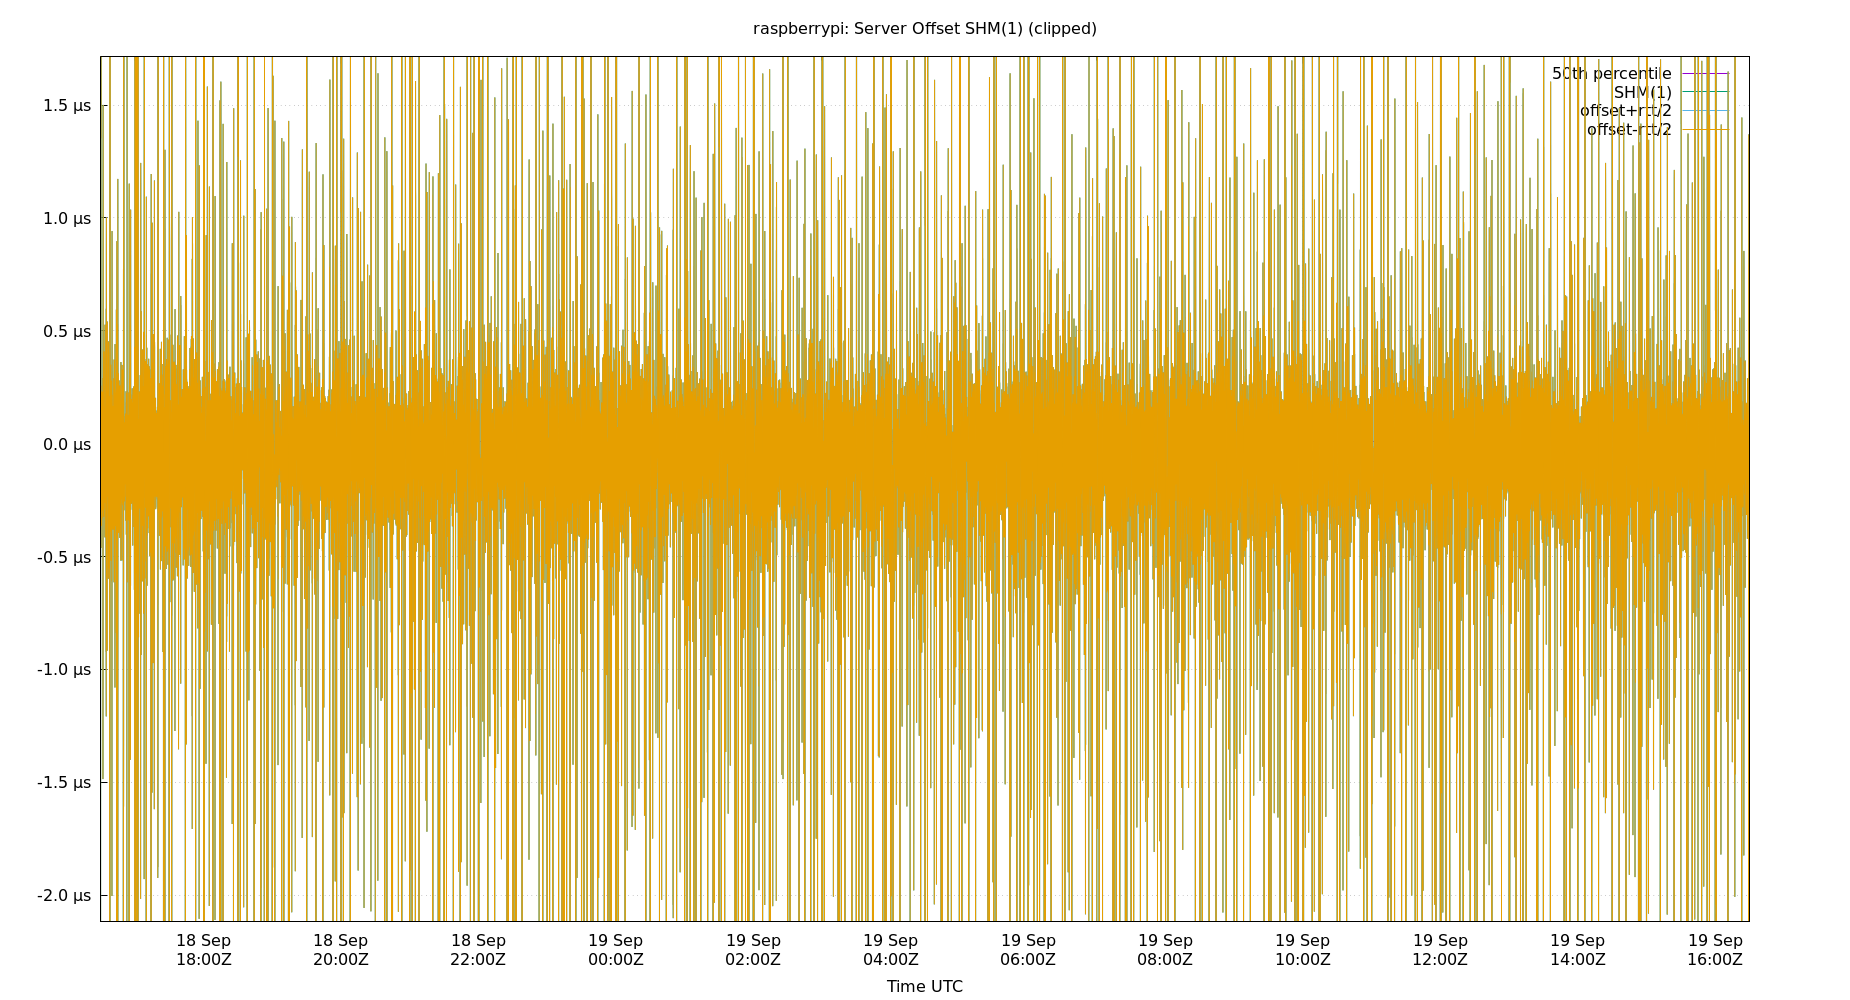 raspberrypi: Server Offset SHM(1) (clipped)
50th percentile
SHM(1)
offset+rtt/2
offset-rtt/2
1.5 µs
1.0 µs
0.5 µs
0.0 µs
-0.5 µs
-1.0 µs
-1.5 µs
-2.0 µs
18 Sep 18 Sep 18 Sep 19 Sep 19 Sep 19 Sep 19 Sep 19 Sep 19 Sep 19 Sep 19 Sep 19 Sep
18:00Z 20:00Z 22:00Z 00:00Z 02:00Z 04:00Z 06:00Z 08:00Z 10:00Z 12:00Z 14:00Z 16:00Z
Time UTC